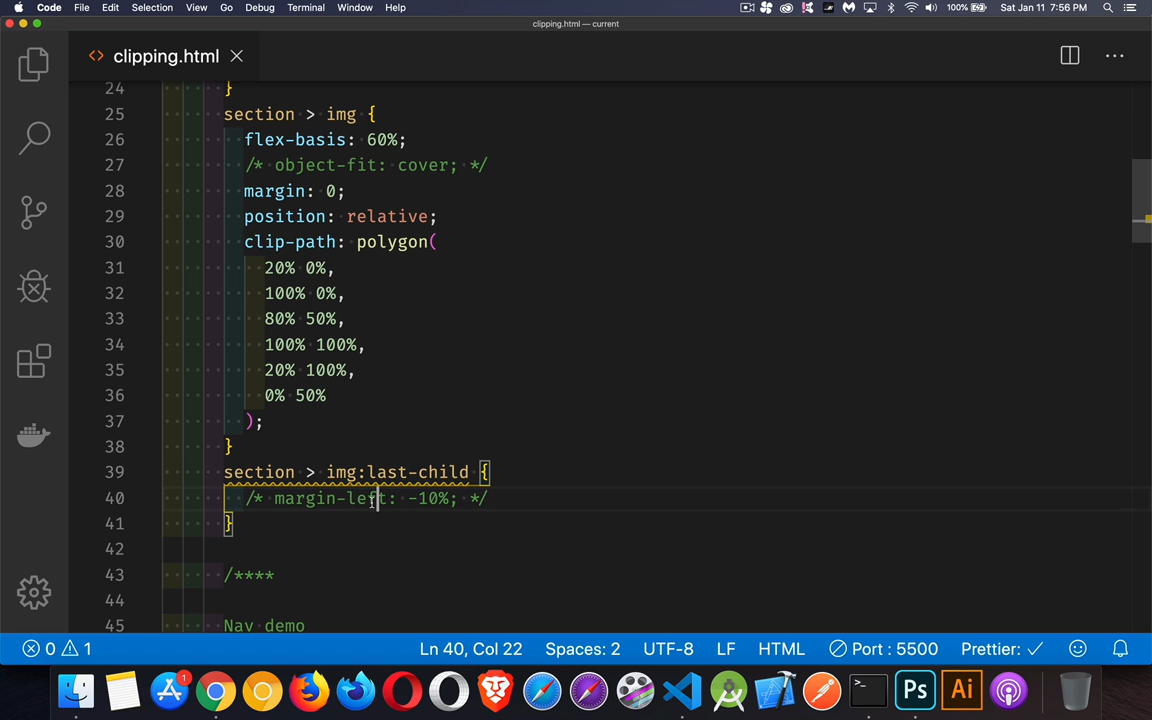 Code File Edit Selection View Go Debug Terminal Window Help 100% Sat Jan 11 7:56 PM
clipping.html — current
<> clipping.html
24 }
25 section > img {
26 flex-basis: 60%;
27 /* object-fit: cover; */
28 margin: 0;
29 position: relative;
30 clip-path: polygon(
31 20% 0%,
32 100% 0%,
33 80% 50%,
34 100% 100%,
35 20% 100%,
36 0% 50%
37 );
38 }
39 section > img:last-child {
40 /* margin-left: -10%; */
41 }
42
43 /****
44
45 Nav demo
0 1 Ln 40, Col 22 Spaces: 2 UTF-8 LF HTML Port : 5500 Prettier: ✓
1 >_ Ps Ai